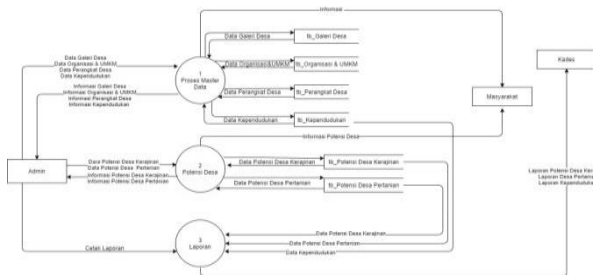 Informasi
Data Galeri Desa
Data Organisasi & UMKM
Data Perangkat Desa
Data Kependudukan
Informasi Galeri Desa
Informasi Organisasi & UMKM
Informasi Perangkat Desa
Informasi Kependudukan
1
Proses Master
Data
Data Galeri Desa
tb_Galeri Desa
Data Organisasi&UMKM
tb_Organisasi & UMKM
Data Perangkat Desa
tb_Perangkat Desa
Data Kependudukan
tb_Kependudukan
Kades
Masyarakat
Informasi Potensi Desa
Admin
Data Potensi Desa Kerajinan
Data Potensi Desa Pertanian
Informasi Potensi Desa Kerajinan
Informasi Potensi Desa Pertanian
2
Potensi Desa
Data Potensi Desa Kerajinan
tb_Potensi Desa Kerajinan
Data Potensi Desa Pertanian
tb_Potensi Desa Pertanian
Laporan Potensi Desa Ker
Laporan Desa Pertan
Laporan Kependuduk
3
Laporan
Cetak Laporan
Data Potensi Desa Kerajinan
Data Potensi Desa Pertanian
Data Kependudukan